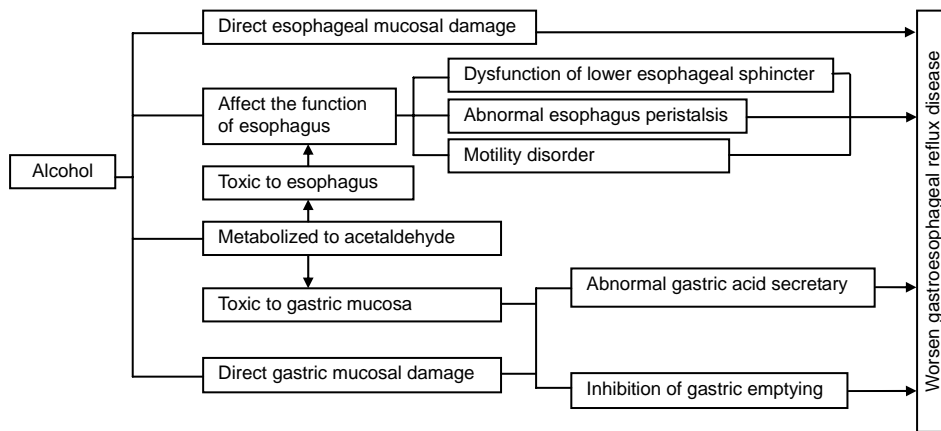 Direct esophageal mucosal damage
Dysfunction of lower esophageal sphincter
Affect the function
of esophagus
Abnormal esophagus peristalsis
Motility disorder
Alcohol
Toxic to esophagus
Metabolized to acetaldehyde
Abnormal gastric acid secretary
Toxic to gastric mucosa
Direct gastric mucosal damage
Inhibition of gastric emptying
Worsen gastroesophageal reflux disease